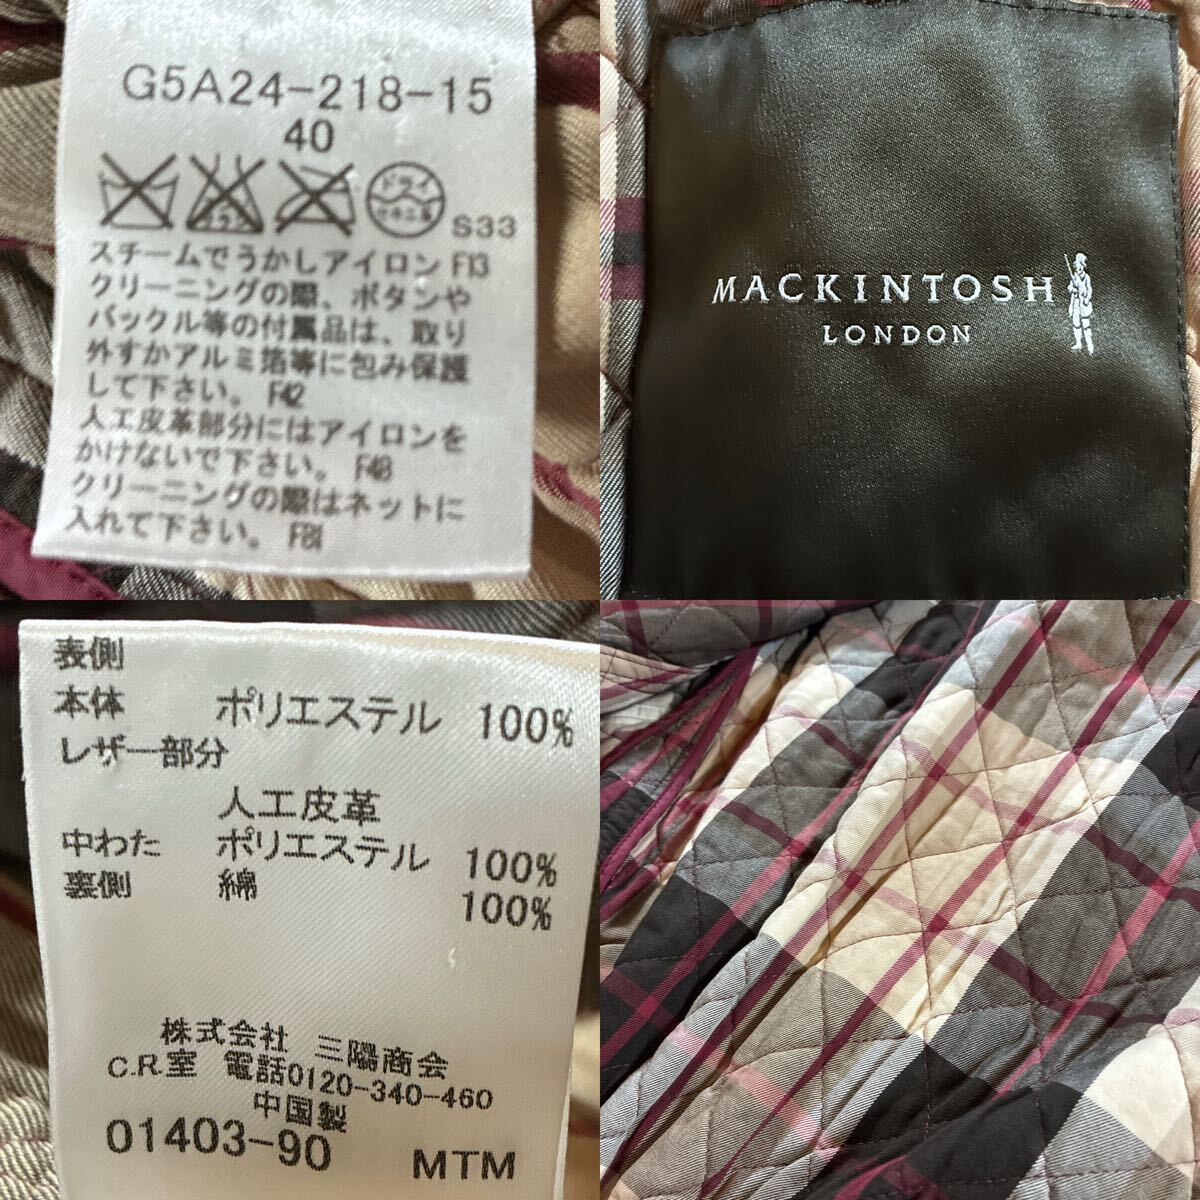 G5A24-218-15
40
ドライ
セキユ系
S33
スチームでうかしアイロン F13
クリーニングの際、ボタンや
バックル等の付属品は、取り
外すかアルミ箔等に包み保護
して下さい。 F42
人工皮革部分にはアイロンを
かけないで下さい。 F46
クリーニングの際はネットに
入れて下さい。 F81
MACKINTOSH
LONDON
表側
本体 ポリエステル 100%
レザー部分
人工皮革
中わた ポリエステル 100%
裏側 綿 100%
株式会社 三陽商会
C.R.室 電話0120-340-460
中国製
01403-90 MTM